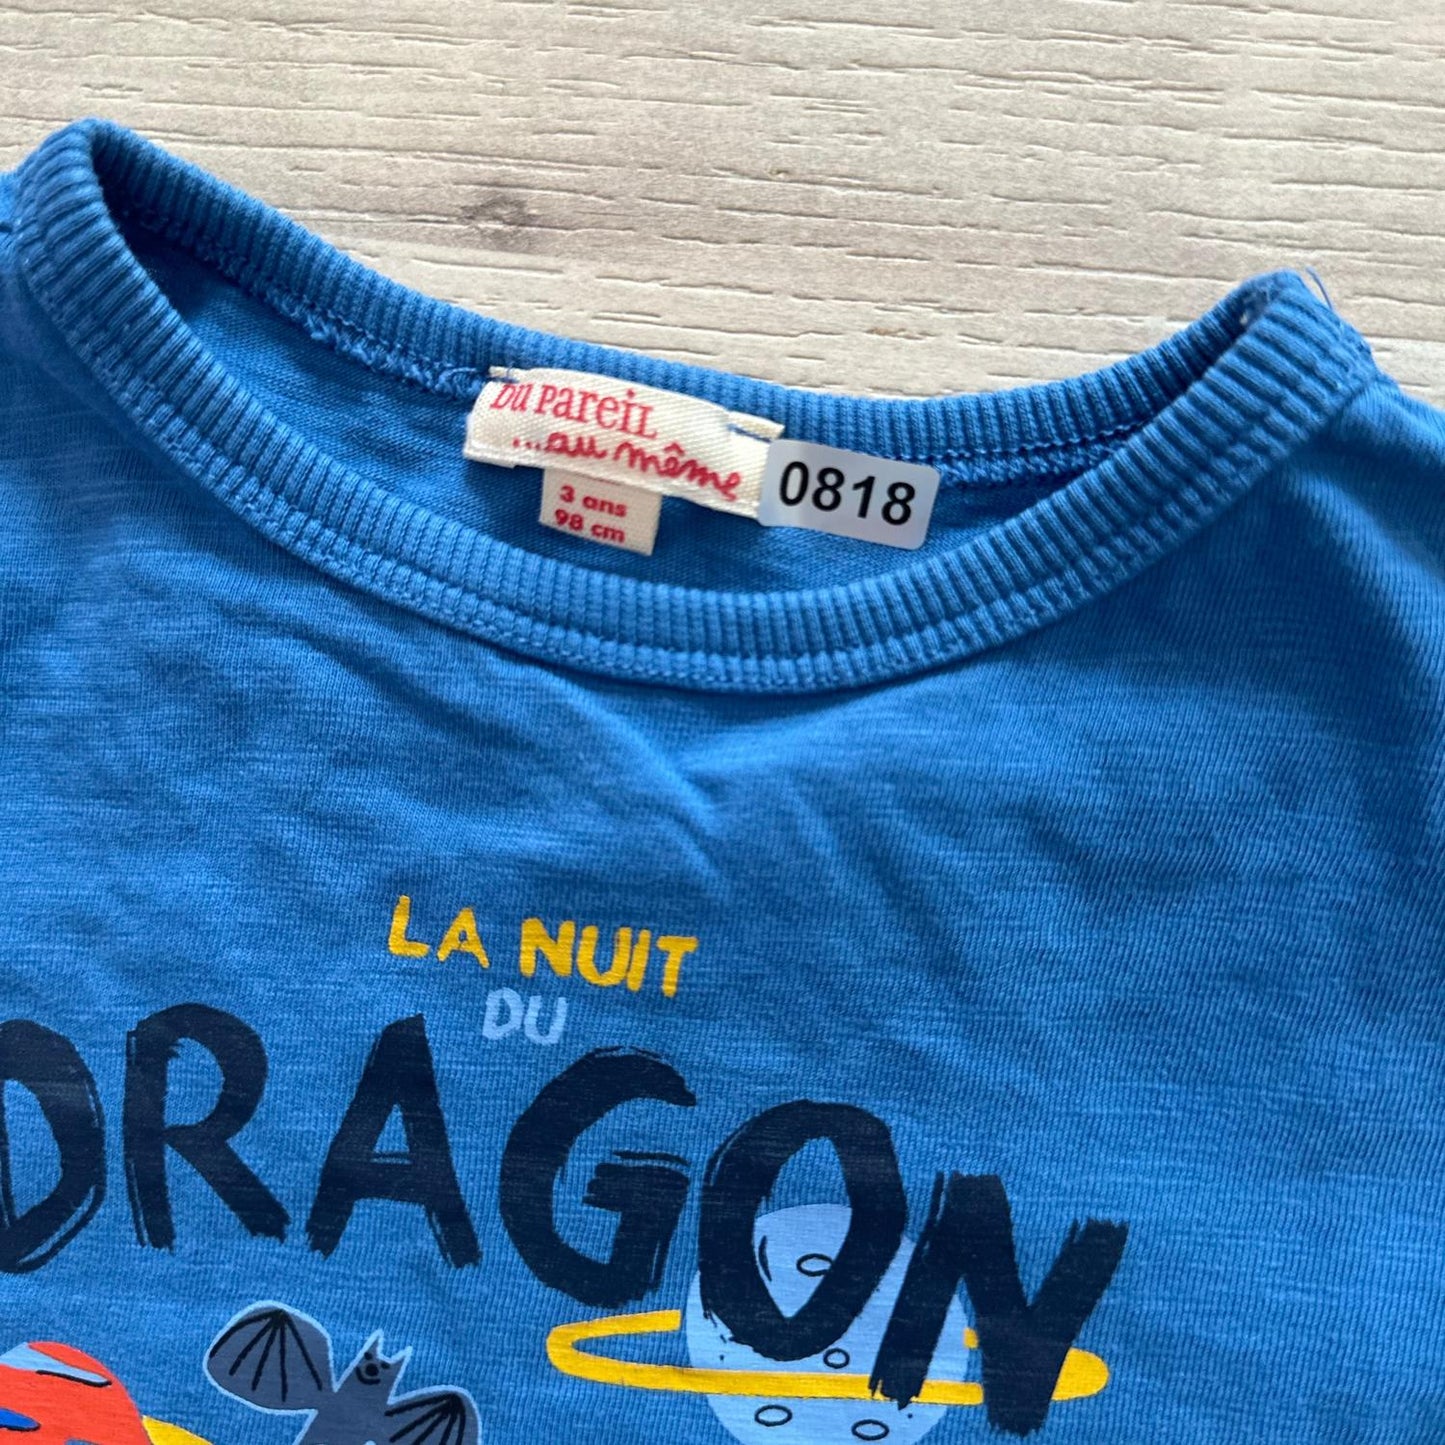 DU PAREIL
...au même
3 ans
98 cm
0818
LA NUIT
DU
DRAGON